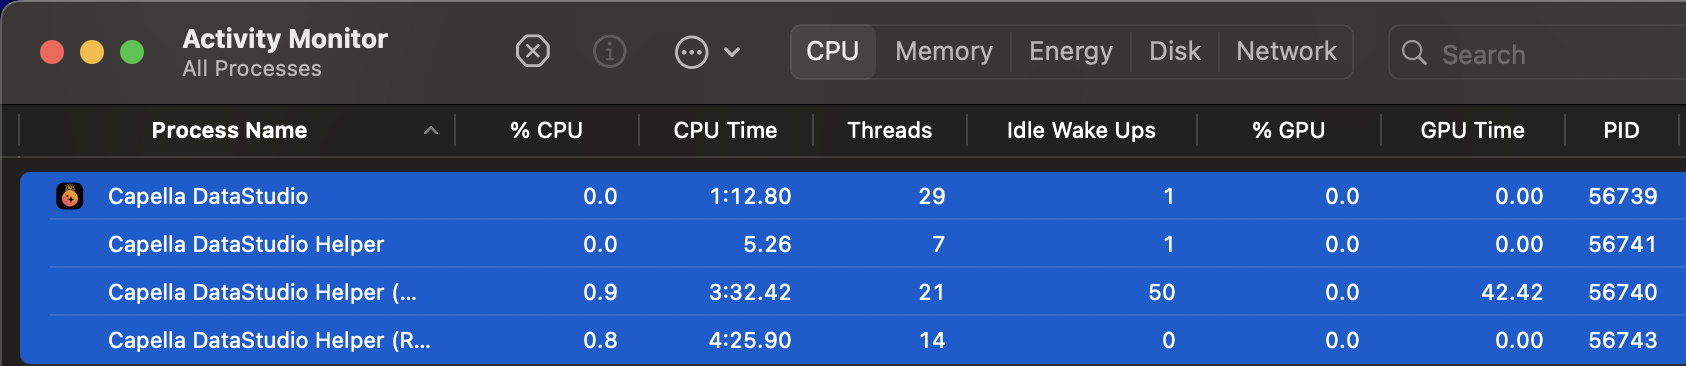 Activity Monitor
All Processes
CPU Memory Energy Disk Network Search
Process Name % CPU CPU Time Threads Idle Wake Ups % GPU GPU Time PID
Capella DataStudio 0.0 1:12.80 29 1 0.0 0.00 56739
Capella DataStudio Helper 0.0 5.26 7 1 0.0 0.00 56741
Capella DataStudio Helper (... 0.9 3:32.42 21 50 0.0 42.42 56740
Capella DataStudio Helper (R... 0.8 4:25.90 14 0 0.0 0.00 56743